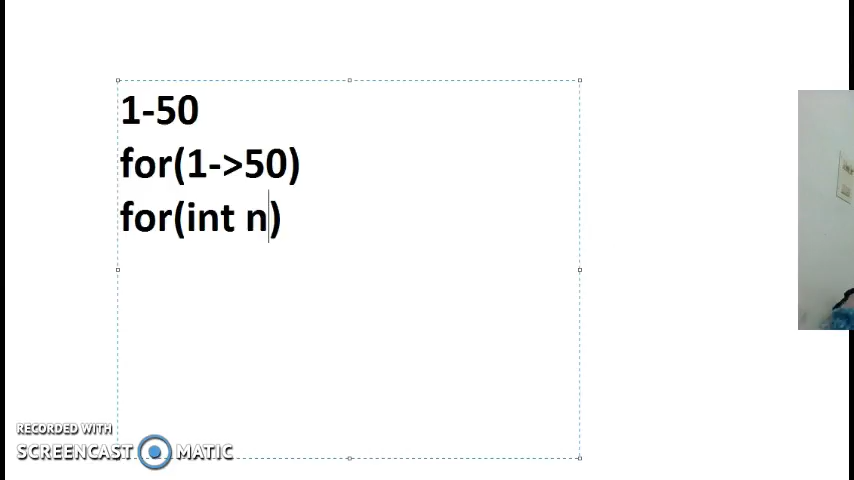 1-50
for(1->50)
for(int n)
RECORDED WITH
SCREENCAST MATIC